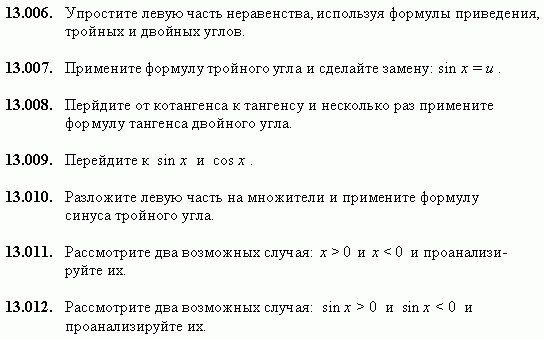 13.006. Упростите левую часть неравенства, используя формулы приведения,
тройных и двойных углов.
13.007. Примените формулу тройного угла и сделайте замену: sin x = u .
13.008. Перйдите от котангенса к тангенсу и несколько раз примените
формулу тангенса двойного угла.
13.009. Перейдите к sin x и cos x .
13.010. Разложите левую часть на множители и примените формулу
синуса тройного угла.
13.011. Рассмотрите два возможных случая: x > 0 и x < 0 и проанализи-
руйте их.
13.012. Рассмотрите два возможных случая: sin x > 0 и sin x < 0 и
проанализируйте их.